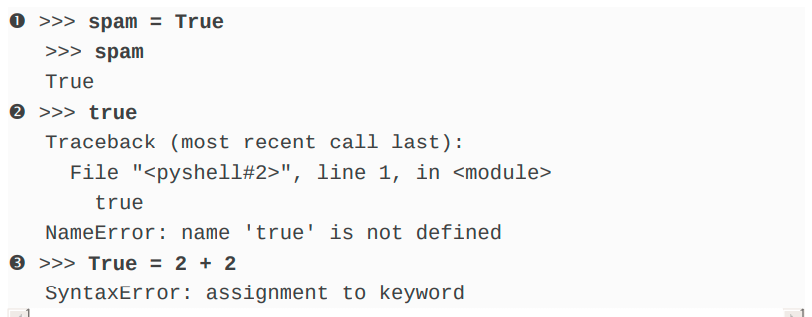 ❶ >>> spam = True
>>> spam
True
❷ >>> true
Traceback (most recent call last):
File "<pyshell#2>", line 1, in <module>
true
NameError: name 'true' is not defined
❸ >>> True = 2 + 2
SyntaxError: assignment to keyword